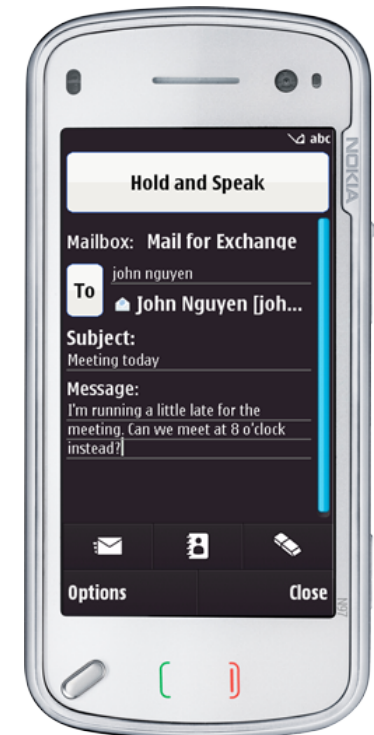 abc
NOKIA
Hold and Speak
Mailbox: Mail for Exchange
To
john nguyen
John Nguyen [joh...
Subject:
Meeting today
Message:
I'm running a little late for the
meeting. Can we meet at 8 o'clock
instead?
Options
Close
N97